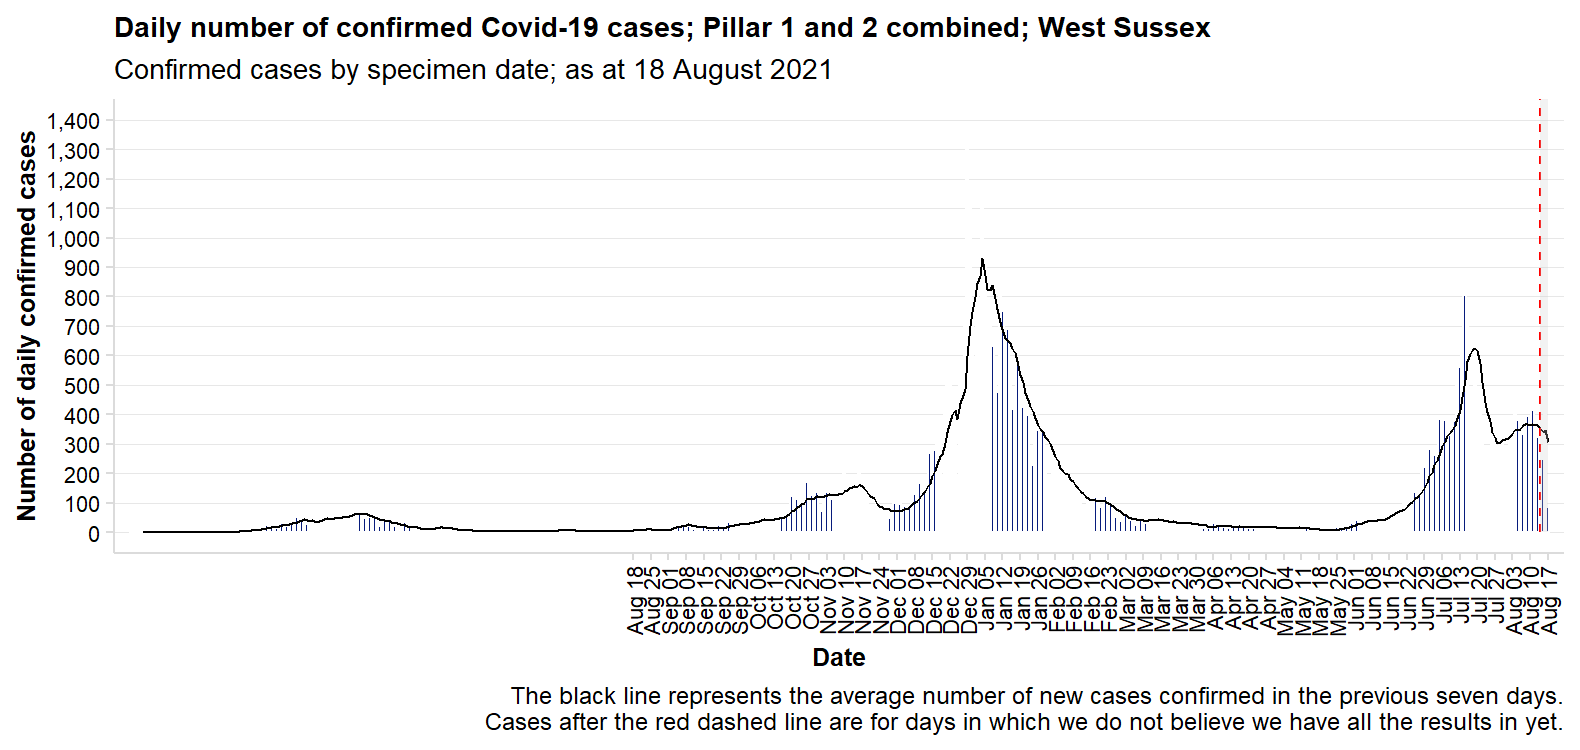 Daily number of confirmed Covid-19 cases; Pillar 1 and 2 combined; West Sussex
Confirmed cases by specimen date; as at 18 August 2021
Number of daily confirmed cases
1,400
1,300
1,200
1,100
1,000
900
800
700
600
500
400
300
200
100
0
Aug 18
Aug 25
Sep 01
Sep 08
Sep 15
Sep 22
Sep 29
Oct 06
Oct 13
Oct 20
Oct 27
Nov 03
Nov 10
Nov 17
Nov 24
Dec 01
Dec 08
Dec 15
Dec 22
Dec 29
Jan 05
Jan 12
Jan 19
Jan 26
Feb 02
Feb 09
Feb 16
Feb 23
Mar 02
Mar 09
Mar 16
Mar 23
Mar 30
Apr 06
Apr 13
Apr 20
Apr 27
May 04
May 11
May 18
May 25
Jun 01
Jun 08
Jun 15
Jun 22
Jun 29
Jul 06
Jul 13
Jul 20
Jul 27
Aug 03
Aug 10
Aug 17
Date
The black line represents the average number of new cases confirmed in the previous seven days.
Cases after the red dashed line are for days in which we do not believe we have all the results in yet.